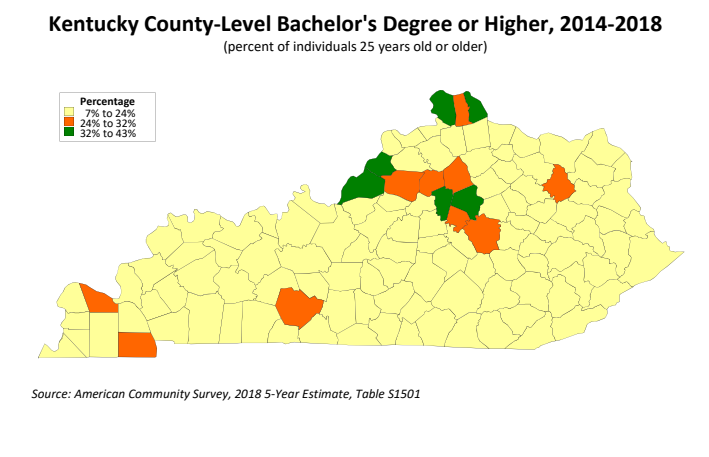 Kentucky County-Level Bachelor's Degree or Higher, 2014-2018
(percent of individuals 25 years old or older)
Percentage
7% to 24%
24% to 32%
32% to 43%
Source: American Community Survey, 2018 5-Year Estimate, Table S1501